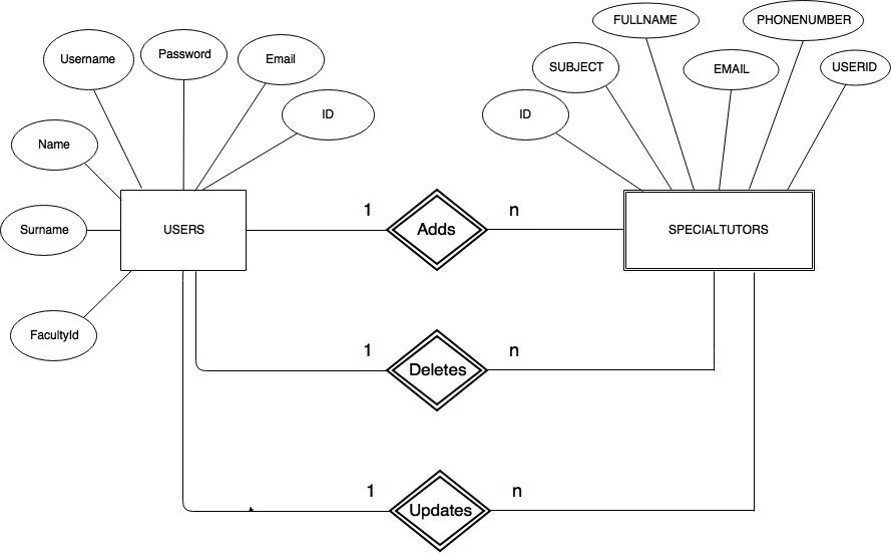 FULLNAME
PHONENUMBER
Username
Password
Email
SUBJECT
EMAIL
USERID
ID
ID
Name
Surname
USERS
1
Adds
n
SPECIALTUTORS
FacultyId
1
Deletes
n
1
Updates
n